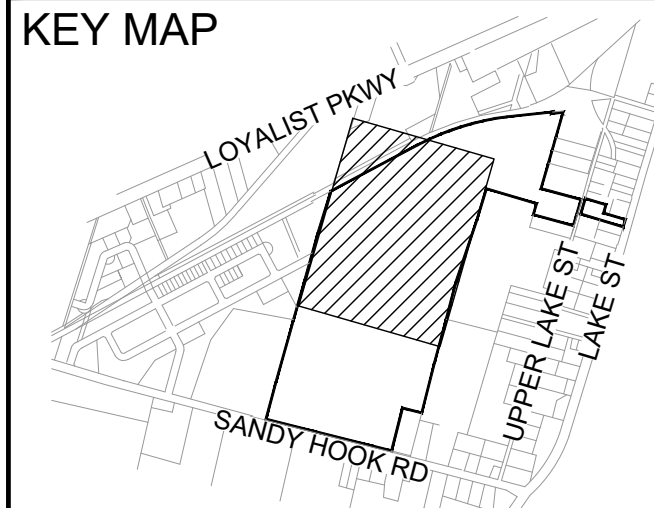 KEY MAP
LOYALIST PKWY
UPPER LAKE ST
LAKE ST
SANDY HOOK RD